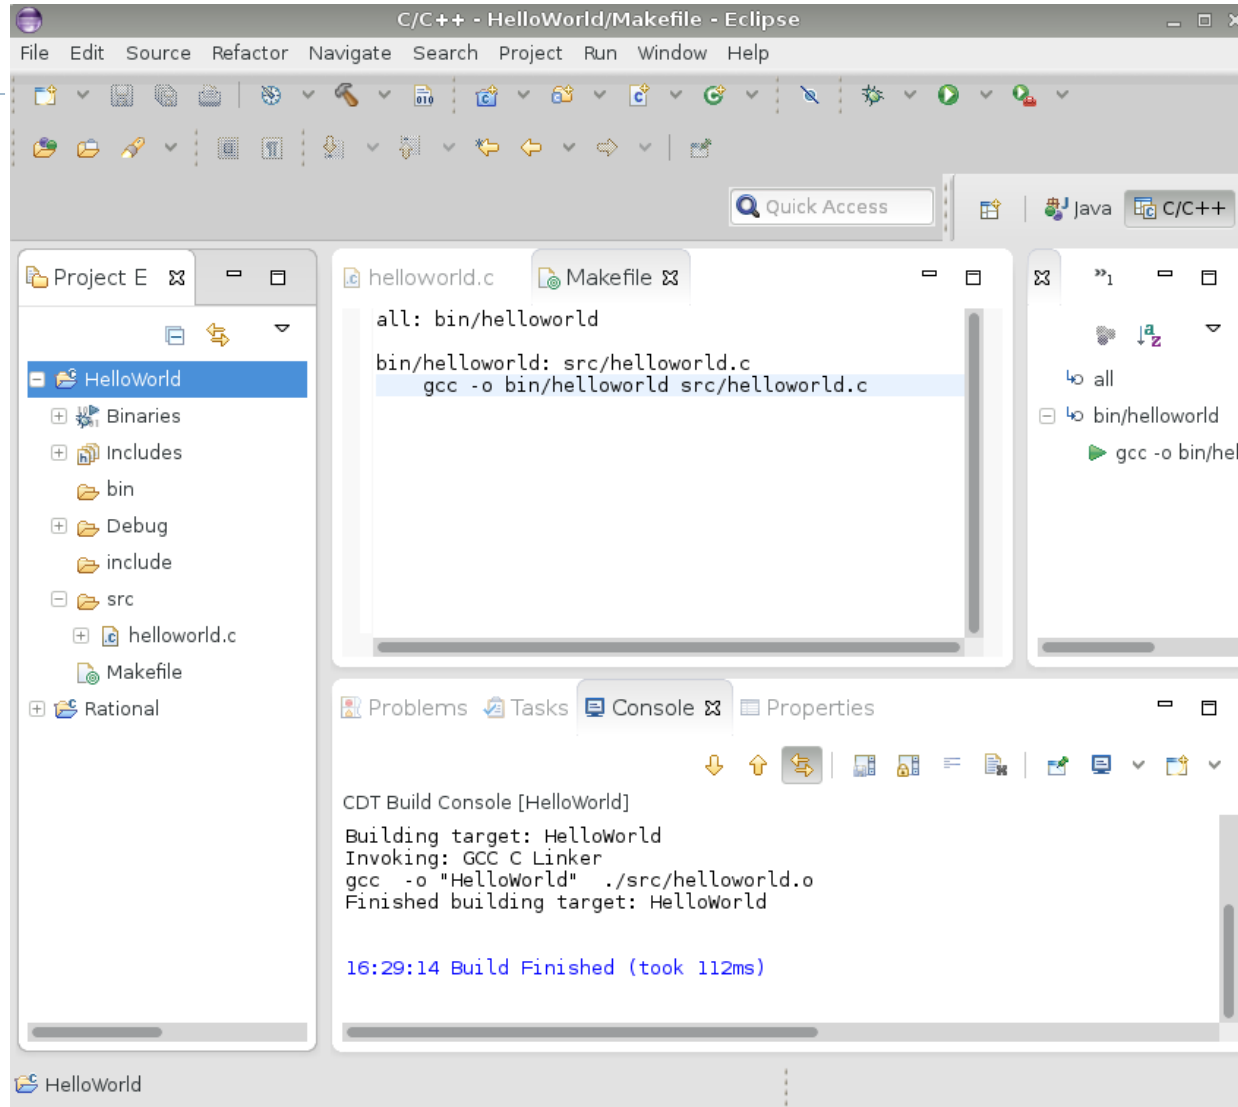 C/C++ - HelloWorld/Makefile - Eclipse
File Edit Source Refactor Navigate Search Project Run Window Help
010
Quick Access
Java
C/C++
Project E
helloworld.c
Makefile
»1
all: bin/helloworld
bin/helloworld: src/helloworld.c
gcc -o bin/helloworld src/helloworld.c
HelloWorld
Binaries
Includes
bin
Debug
include
src
helloworld.c
Makefile
Rational
all
bin/helloworld
gcc -o bin/hel
Problems Tasks Console Properties
CDT Build Console [HelloWorld]
Building target: HelloWorld
Invoking: GCC C Linker
gcc  -o "HelloWorld"  ./src/helloworld.o
Finished building target: HelloWorld
16:29:14 Build Finished (took 112ms)
HelloWorld